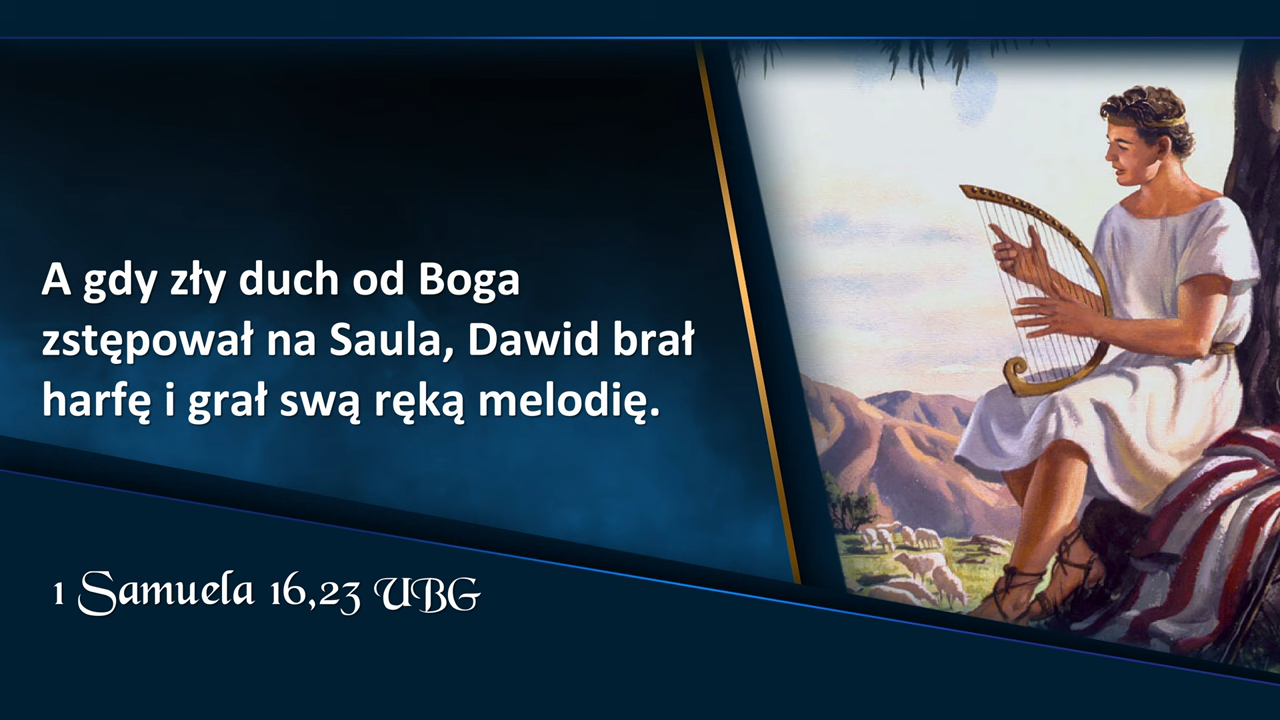 A gdy zły duch od Boga
zstępował na Saula, Dawid brał
harfę i grał swą ręką melodię.
1 Samuela 16,23 UBG